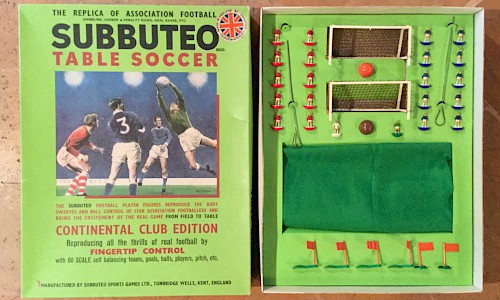 THE REPLICA OF ASSOCIATION FOOTBALL
SUBBUTEO
TABLE SOCCER
3
THE SUBBUTEO FOOTBALL PLAYER FIGURES REPRODUCE THE BODY
SWERVES AND BALL CONTROL OF STAR ASSOCIATION FOOTBALLERS AND
BRING THE EXCITEMENT OF THE REAL GAME FROM FIELD TO TABLE
CONTINENTAL CLUB EDITION
Reproducing all the thrills of real football by
FINGERTIP CONTROL
with OO SCALE self balancing teams, goals, balls, players, pitch, etc.
MANUFACTURED BY SUBBUTEO SPORTS GAMES LTD., TUNBRIDGE WELLS, KENT, ENGLAND